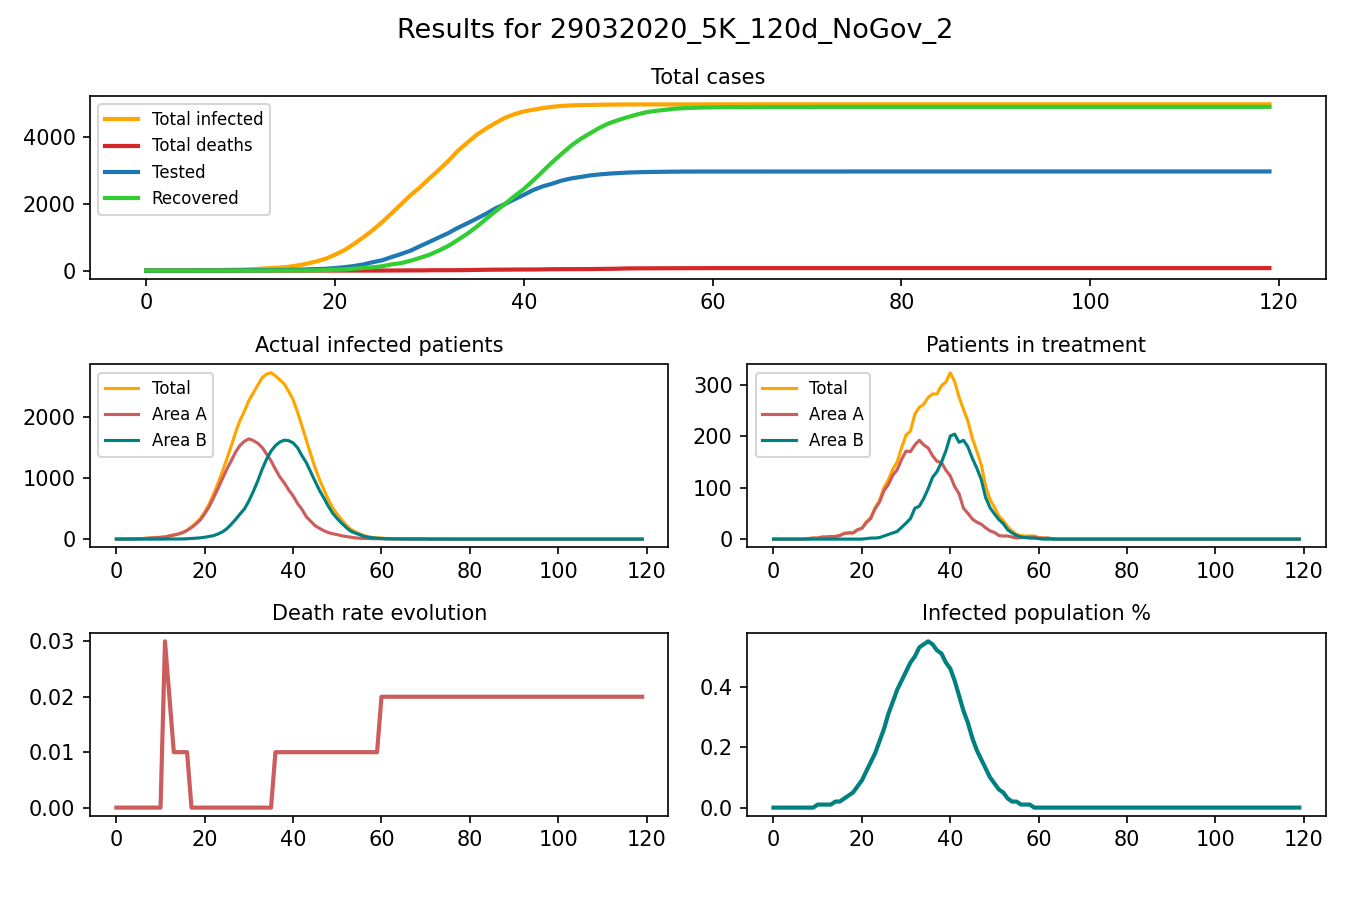 Results for 29032020_5K_120d_NoGov_2
Total cases
Total infected
Total deaths
Tested
Recovered
4000
2000
0
0 20 40 60 80 100 120
Actual infected patients
Total
Area A
Area B
2000
1000
0
0 20 40 60 80 100 120
Patients in treatment
Total
Area A
Area B
300
200
100
0
0 20 40 60 80 100 120
Death rate evolution
0.03
0.02
0.01
0.00
0 20 40 60 80 100 120
Infected population %
0.4
0.2
0.0
0 20 40 60 80 100 120